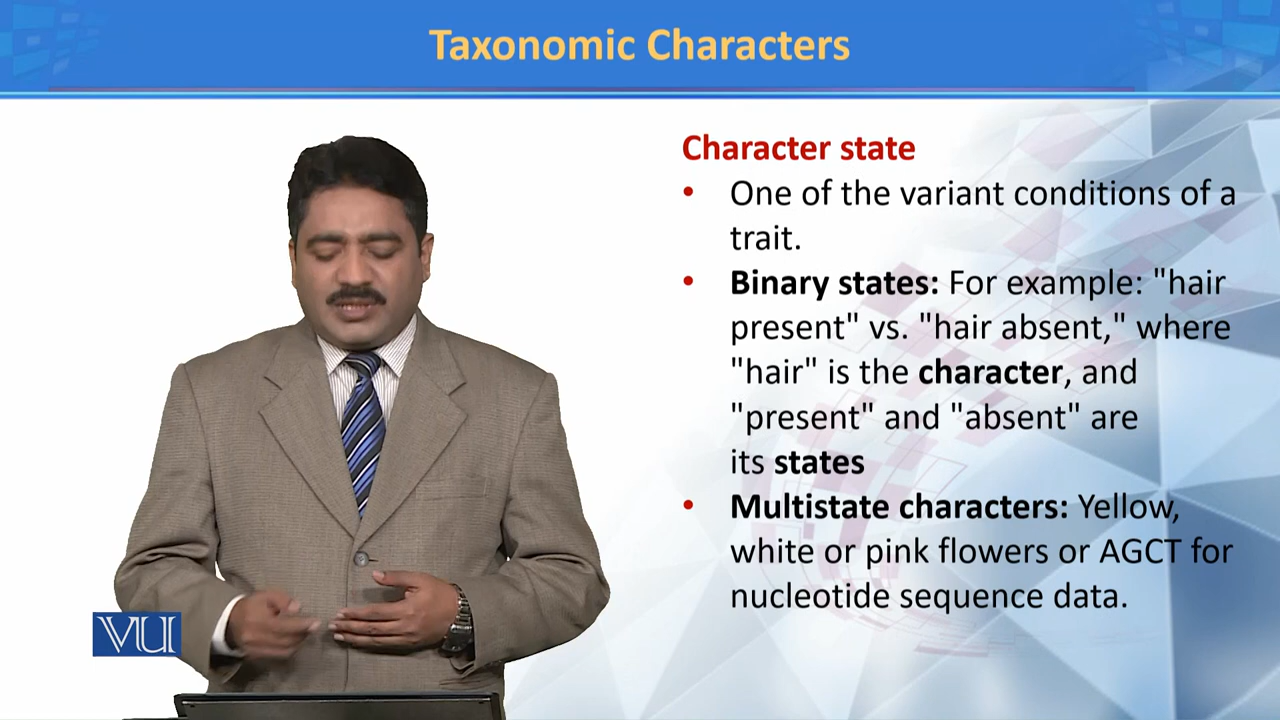 Taxonomic Characters
Character state
• One of the variant conditions of a
trait.
• Binary states: For example: "hair
present" vs. "hair absent," where
"hair" is the character, and
"present" and "absent" are
its states
• Multistate characters: Yellow,
white or pink flowers or AGCT for
nucleotide sequence data.
VU